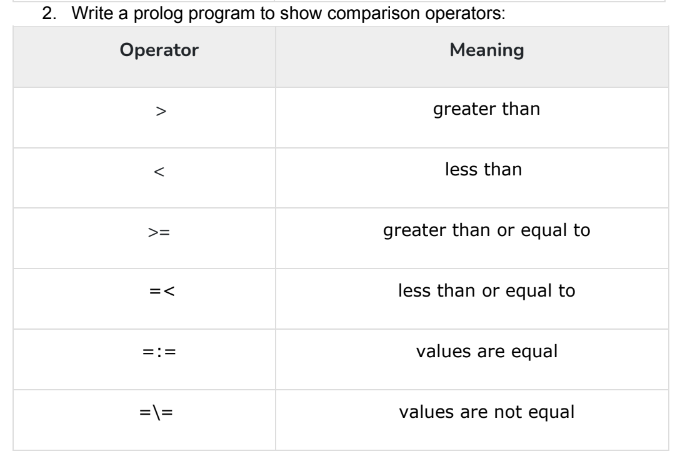 2. Write a prolog program to show comparison operators:
Operator Meaning
> greater than
< less than
>= greater than or equal to
=< less than or equal to
=:= values are equal
=\= values are not equal